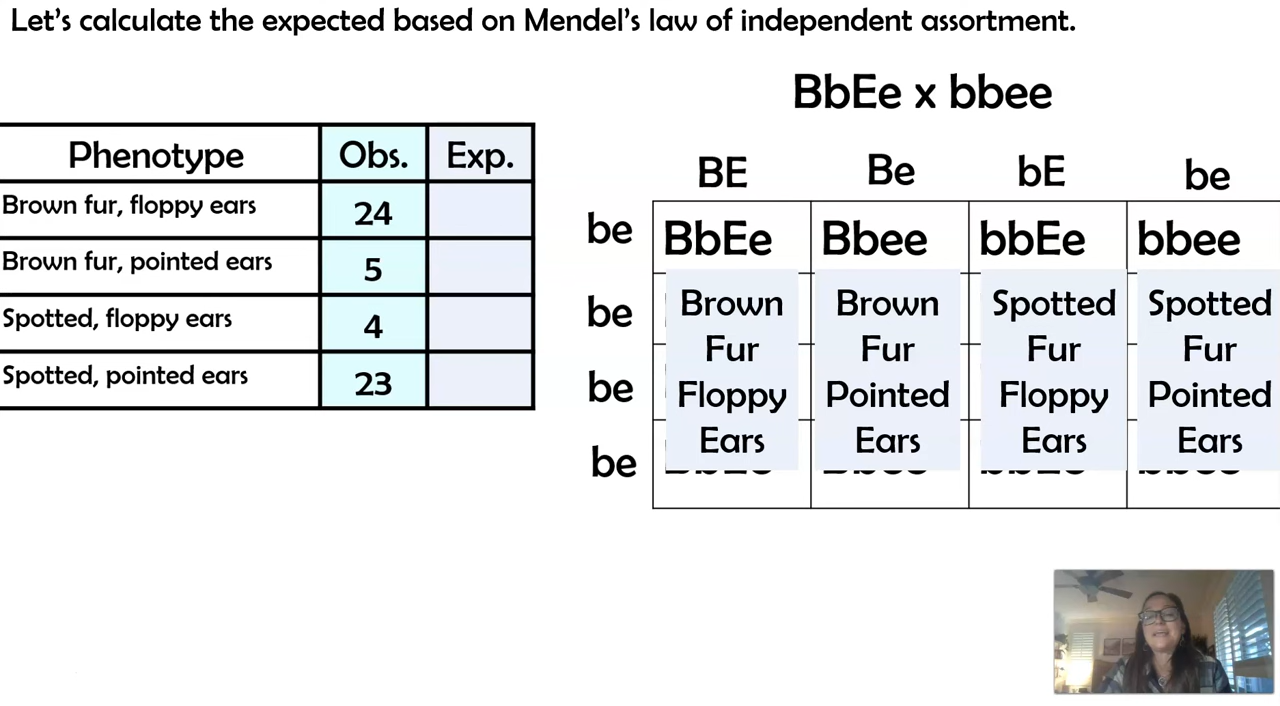 Let's calculate the expected based on Mendel's law of independent assortment.
BbEe x bbee
Phenotype Obs. Exp.
Brown fur, floppy ears 24
Brown fur, pointed ears 5
Spotted, floppy ears 4
Spotted, pointed ears 23
BE Be bE be
be BbEe Bbee bbEe bbee
be
be
be
Brown Fur Floppy Ears
Brown Fur Pointed Ears
Spotted Fur Floppy Ears
Spotted Fur Pointed Ears